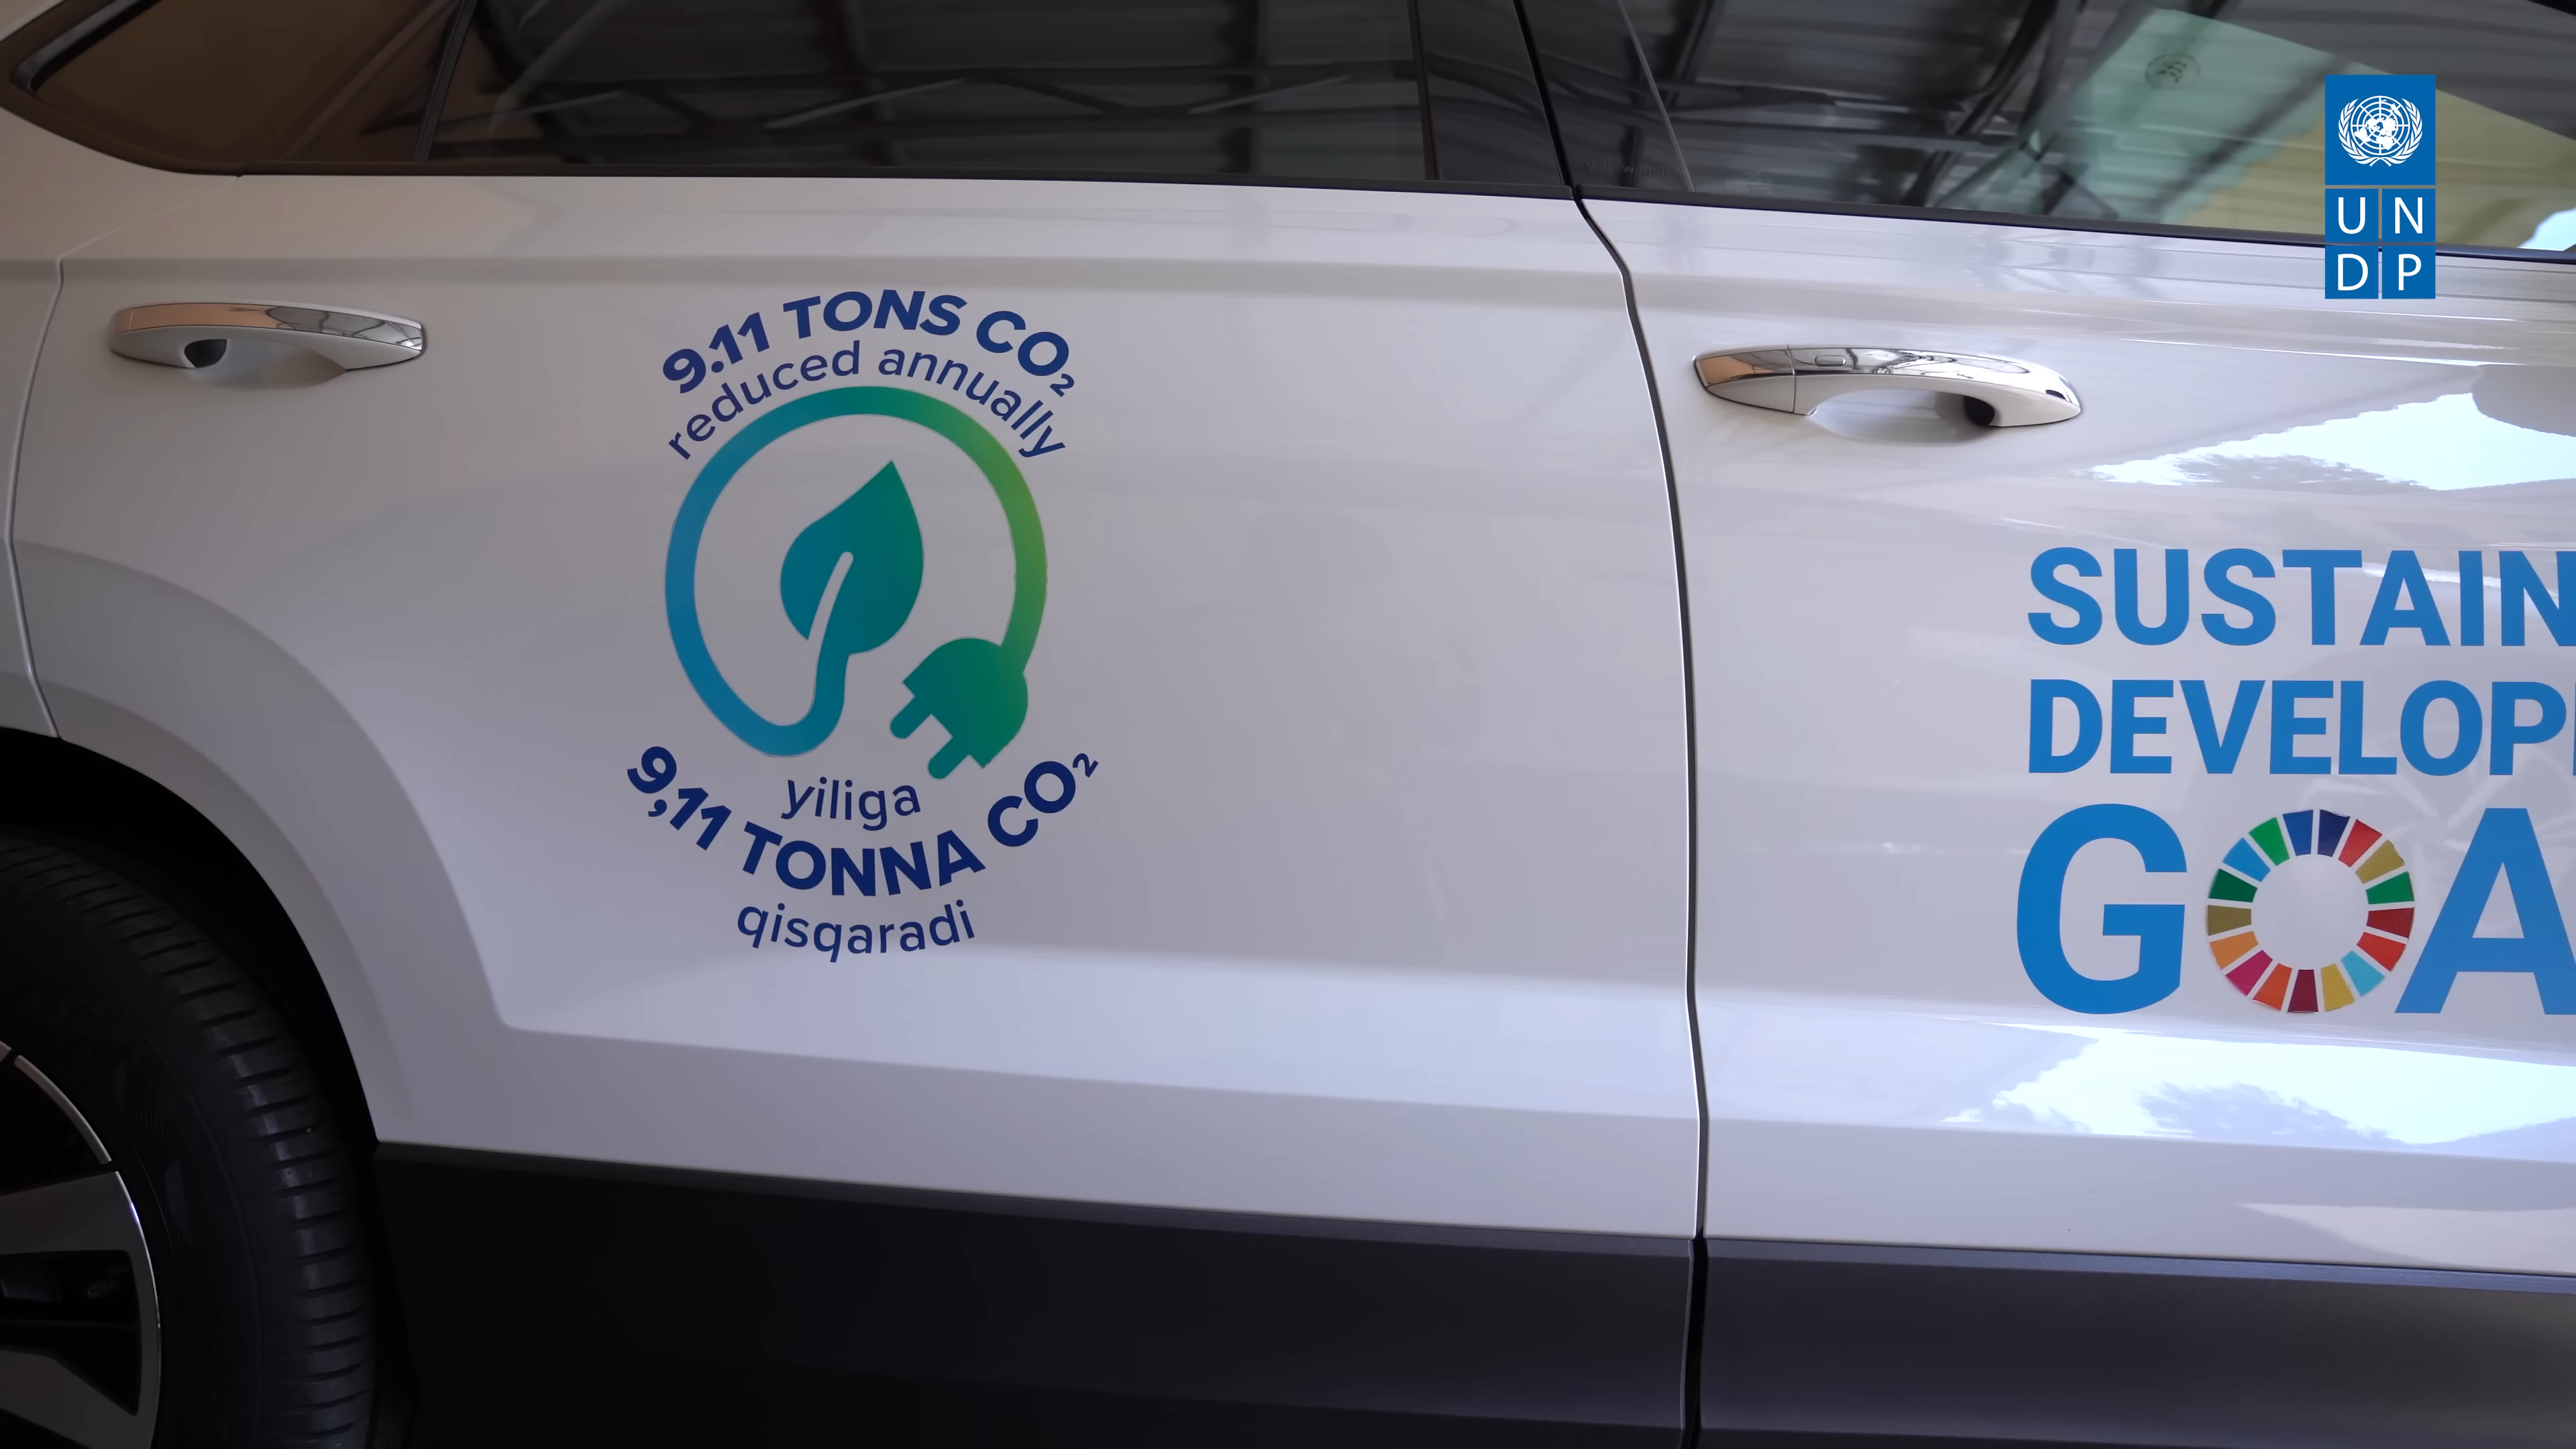 9.11 TONS CO₂
reduced annually
yiliga
9,11 TONNA CO²
qisqaradi
SUSTAIN
DEVELOP
GOA
UN
DP